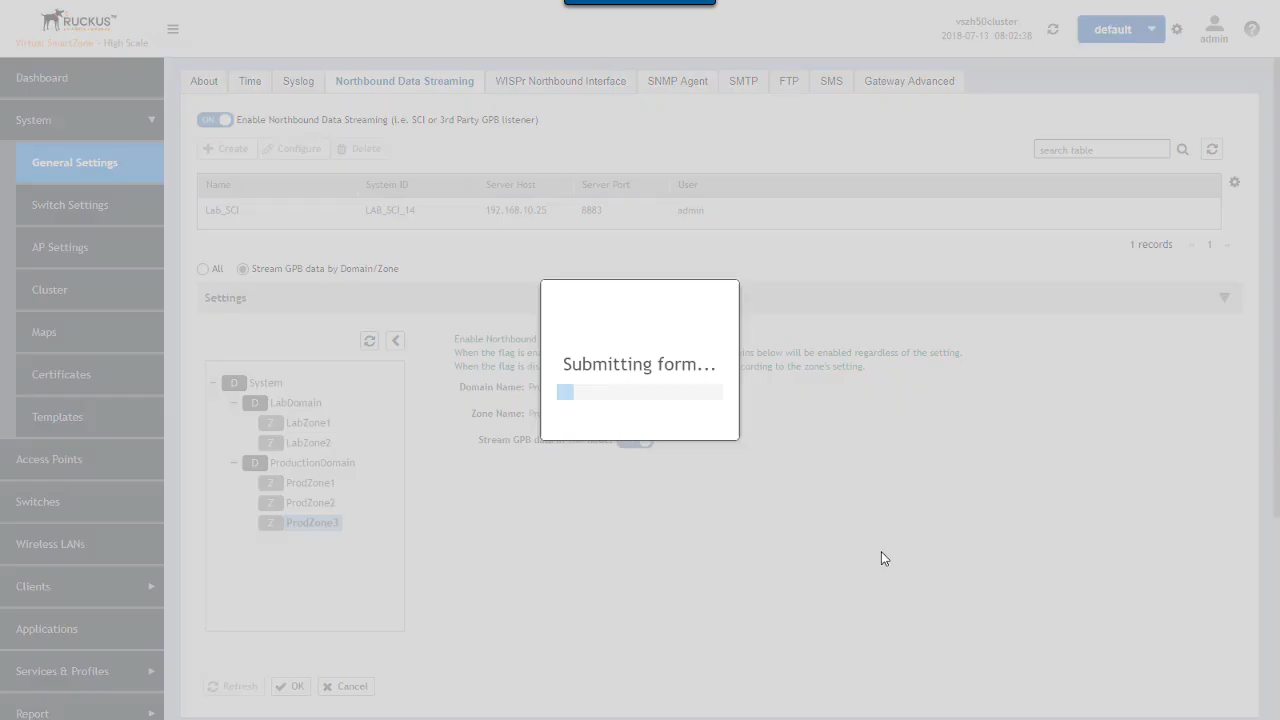 RUCKUS™
Virtual SmartZone - High Scale
vszh50cluster
2018-07-13 08:02:38
default
admin
Dashboard
System
General Settings
Switch Settings
AP Settings
Cluster
Maps
Certificates
Templates
Access Points
Switches
Wireless LANs
Clients
Applications
Services & Profiles
Report
About Time Syslog Northbound Data Streaming WISPr Northbound Interface SNMP Agent SMTP FTP SMS Gateway Advanced
ON Enable Northbound Data Streaming (i.e. SCI or 3rd Party GPB listener)
Create Configure Delete search table
Name System ID Server Host Server Port User
Lab_SCI LAB_SCI_14 192.168.10.25 8883 admin
1 records 1
All Stream GPB data by Domain/Zone
Settings
D System
D LabDomain
Z LabZone1
Z LabZone2
D ProductionDomain
Z ProdZone1
Z ProdZone2
Z ProdZone3
Enable Northbound
When the flag is below will be enabled regardless of the setting.
When the flag is according to the zone's setting.
Domain Name:
Zone Name:
Stream GPB data
Submitting form...
Refresh OK Cancel